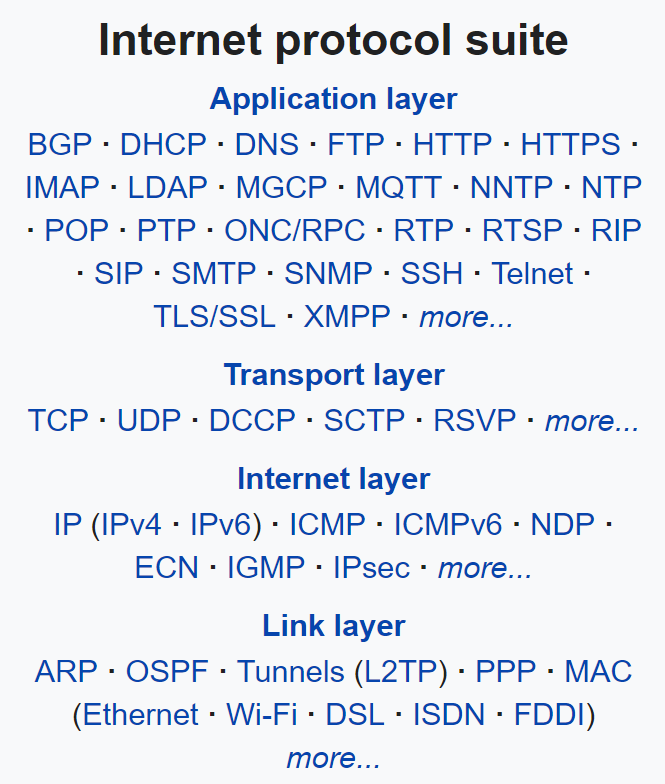 Internet protocol suite
Application layer
BGP · DHCP · DNS · FTP · HTTP · HTTPS ·
IMAP · LDAP · MGCP · MQTT · NNTP · NTP
· POP · PTP · ONC/RPC · RTP · RTSP · RIP
· SIP · SMTP · SNMP · SSH · Telnet ·
TLS/SSL · XMPP · more...
Transport layer
TCP · UDP · DCCP · SCTP · RSVP · more...
Internet layer
IP (IPv4 · IPv6) · ICMP · ICMPv6 · NDP ·
ECN · IGMP · IPsec · more...
Link layer
ARP · OSPF · Tunnels (L2TP) · PPP · MAC
(Ethernet · Wi-Fi · DSL · ISDN · FDDI)
more...